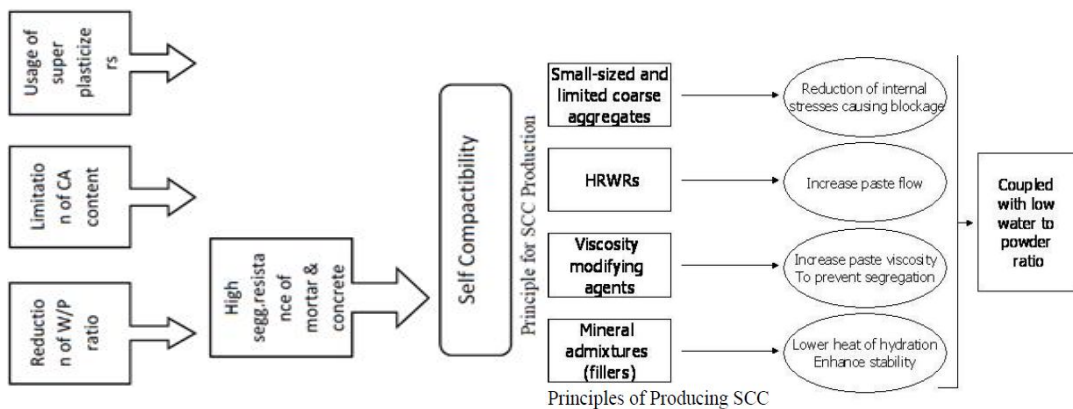 Usage of
super
plasticize
rs
Limitatio
n of CA
content
Reductio
n of W/P
ratio
High
segg.resista
nce of
mortar &
concrete
Self Compactibility
Principle for SCC Production
Small-sized and
limited coarse
aggregates
Reduction of internal
stresses causing blockage
HRWRs
Increase paste flow
Viscosity
modifying
agents
Increase paste viscosity
To prevent segregation
Mineral
admixtures
(fillers)
Lower heat of hydration
Enhance stability
Coupled
with low
water to
powder
ratio
Principles of Producing SCC